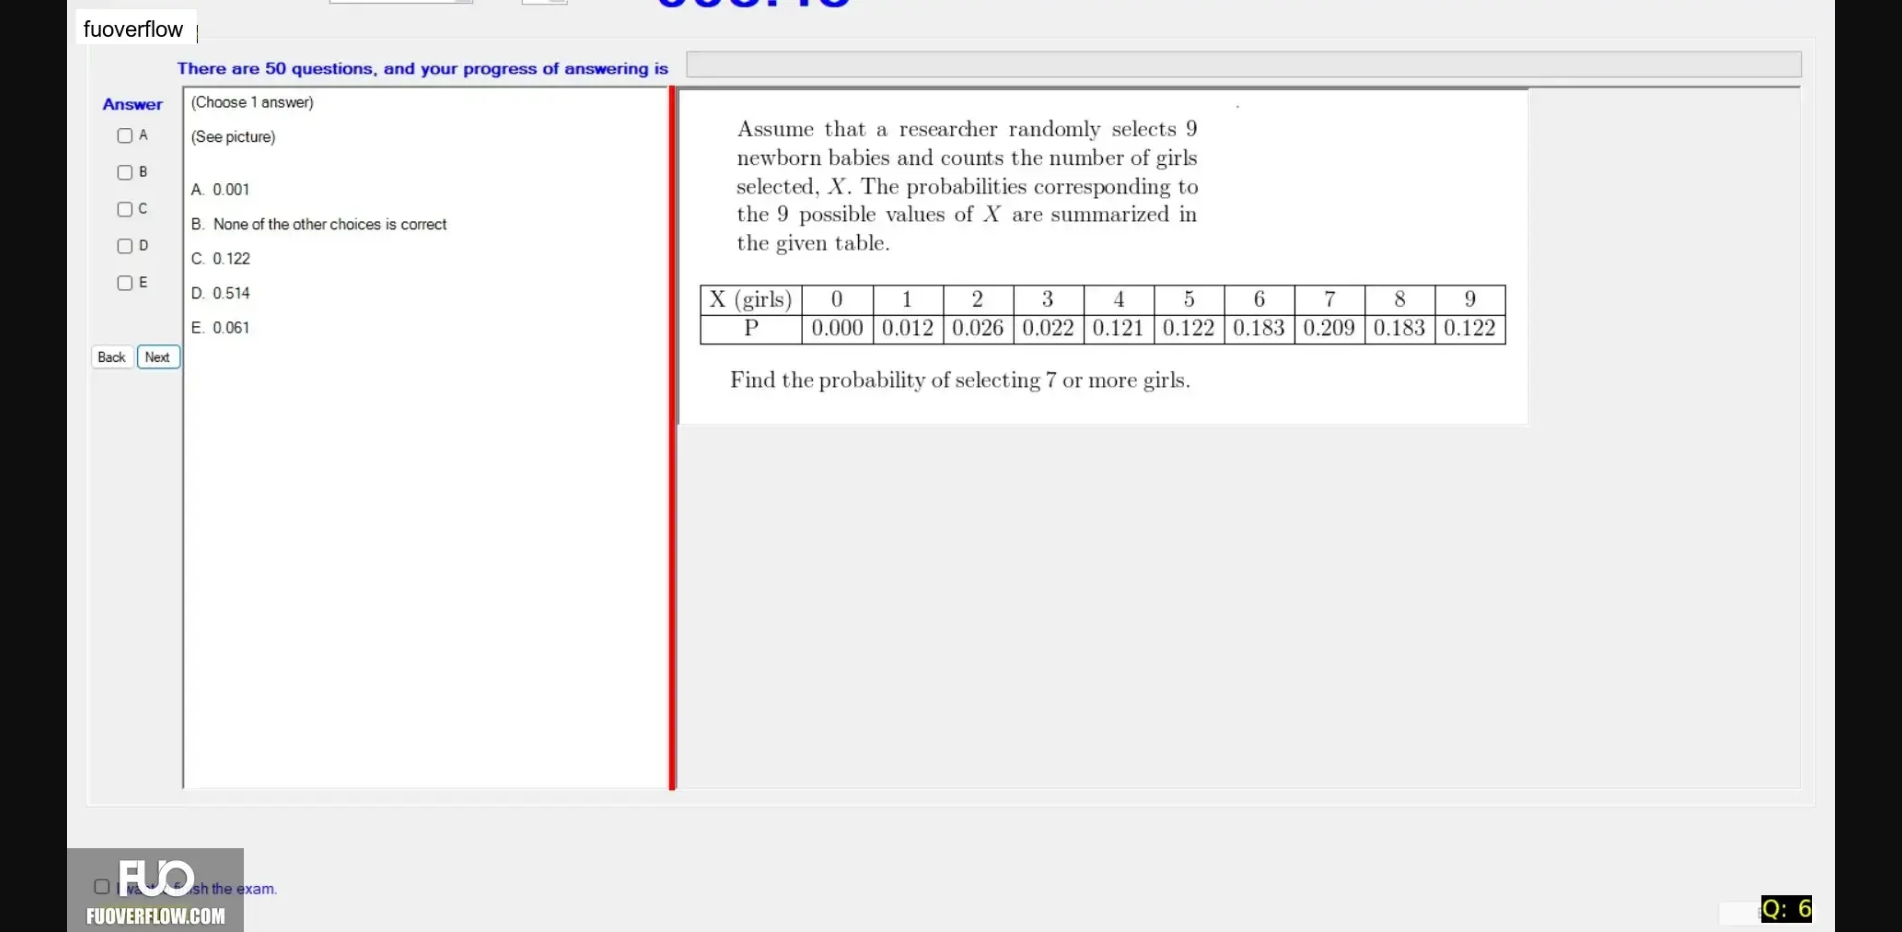 fuoverflow
There are 50 questions, and your progress of answering is
Answer
A
B
C
D
E
Back Next
(Choose 1 answer)
(See picture)
A. 0.001
B. None of the other choices is correct
C. 0.122
D. 0.514
E. 0.061
Assume that a researcher randomly selects 9
newborn babies and counts the number of girls
selected, X. The probabilities corresponding to
the 9 possible values of X are summarized in
the given table.
X (girls) 0 1 2 3 4 5 6 7 8 9
P 0.000 0.012 0.026 0.022 0.121 0.122 0.183 0.209 0.183 0.122
Find the probability of selecting 7 or more girls.
FUO
the exam.
FUOVERFLOW.COM
Q: 6